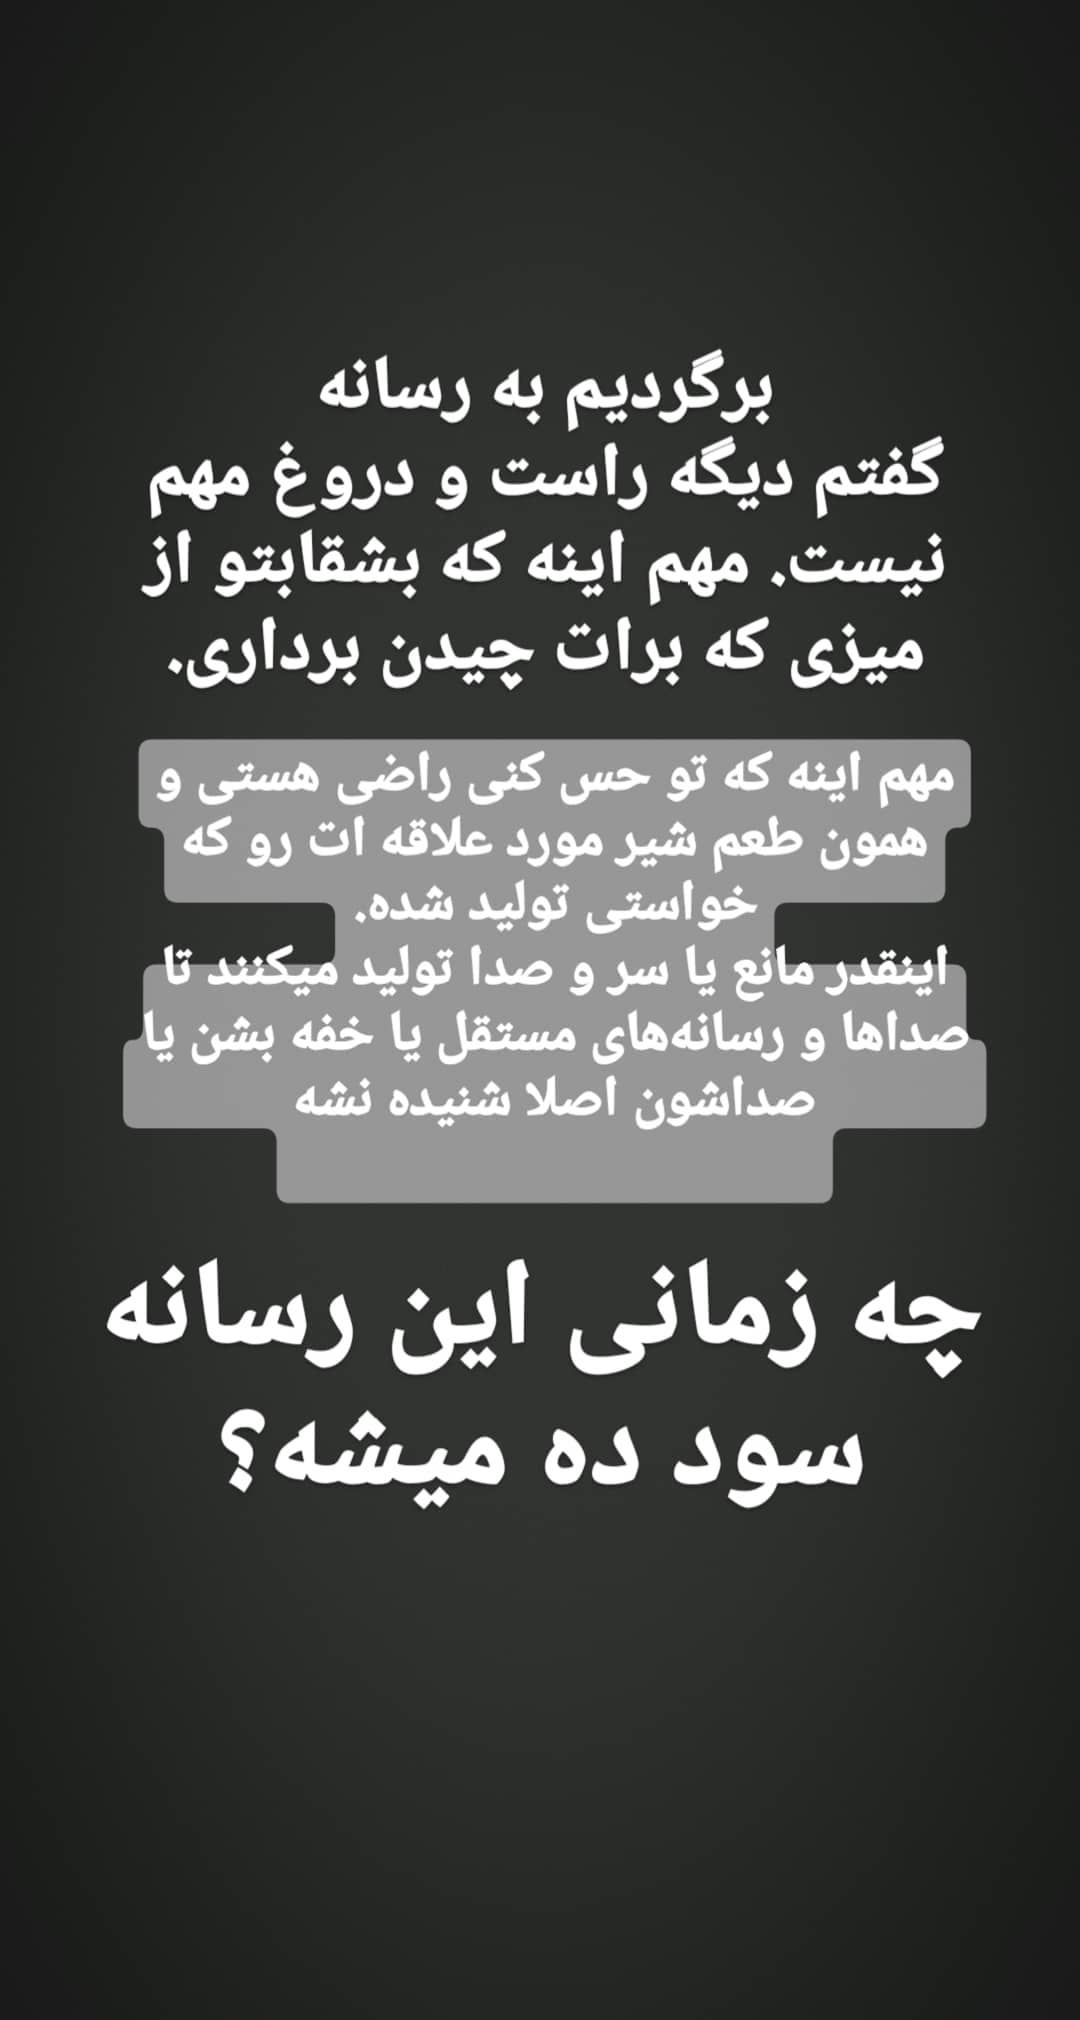 برگردیم به رسانه
گفتم دیگه راست و دروغ مهم
نیست. مهم اینه که بشقابتو از
میزی که برات چیدن برداری.
مهم اینه که تو حس کنی راضی هستی و
همون طعم شیر مورد علاقه ات رو که
خواستی تولید شده.
اینقدر مانع یا سر و صدا تولید میکنند تا
صداها و رسانه‌های مستقل یا خفه بشن یا
صداشون اصلا شنیده نشه
چه زمانی این رسانه
سود ده میشه؟